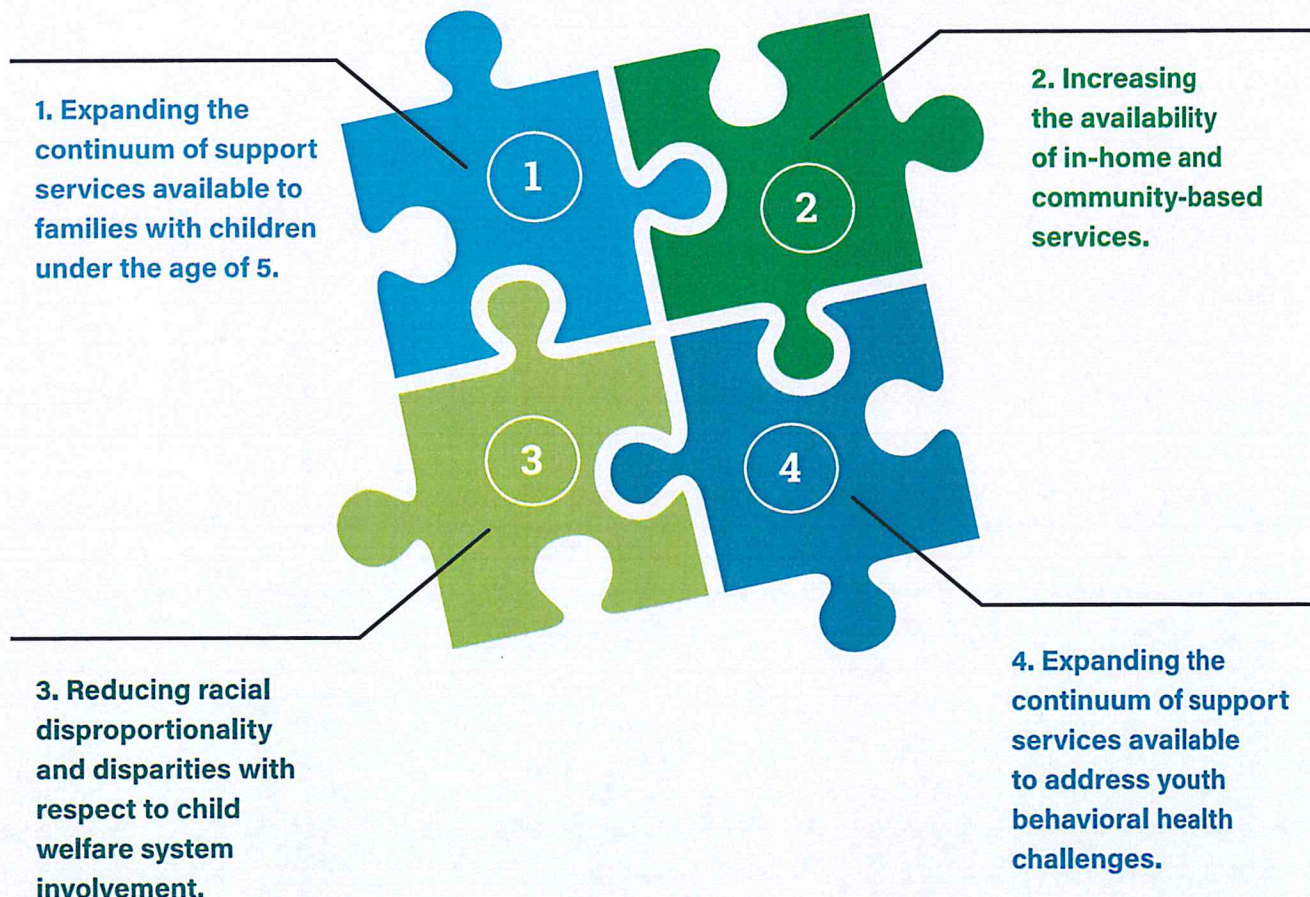 1. Expanding the
continuum of support
services available to
families with children
under the age of 5.
1
2
2. Increasing
the availability
of in-home and
community-based
services.
3
4
3. Reducing racial
disproportionality
and disparities with
respect to child
welfare system
involvement.
4. Expanding the
continuum of support
services available
to address youth
behavioral health
challenges.